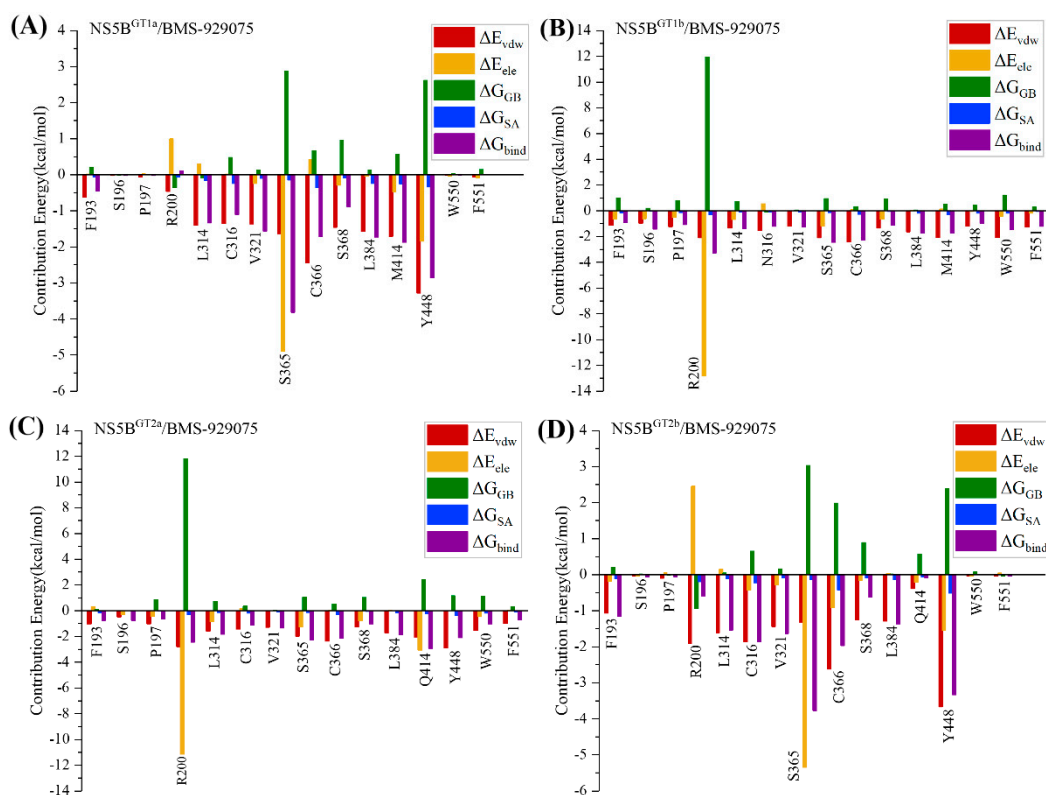 (A)
NS5B^GT1a/BMS-929075
ΔE_vdw
ΔE_ele
ΔG_GB
ΔG_SA
ΔG_bind
Contribution Energy(kcal/mol)
4
3
2
1
0
-1
-2
-3
-4
-5
-6
F193
S196
P197
R200
L314
C316
V321
S365
C366
S368
L384
M414
Y448
W550
F551
(B)
NS5B^GT1b/BMS-929075
ΔE_vdw
ΔE_ele
ΔG_GB
ΔG_SA
ΔG_bind
Contribution Energy(kcal/mol)
14
12
10
8
6
4
2
0
-2
-4
-6
-8
-10
-12
-14
F193
S196
P197
R200
L314
N316
V321
S365
C366
S368
L384
M414
Y448
W550
F551
(C)
NS5B^GT2a/BMS-929075
ΔE_vdw
ΔE_ele
ΔG_GB
ΔG_SA
ΔG_bind
Contribution Energy(kcal/mol)
14
12
10
8
6
4
2
0
-2
-4
-6
-8
-10
-12
-14
F193
S196
P197
R200
L314
C316
V321
S365
C366
S368
L384
Q414
Y448
W550
F551
(D)
NS5B^GT2b/BMS-929075
ΔE_vdw
ΔE_ele
ΔG_GB
ΔG_SA
ΔG_bind
Contribution Energy(kcal/mol)
4
3
2
1
0
-1
-2
-3
-4
-5
-6
F193
S196
P197
R200
L314
C316
V321
S365
C366
S368
L384
Q414
Y448
W550
F551